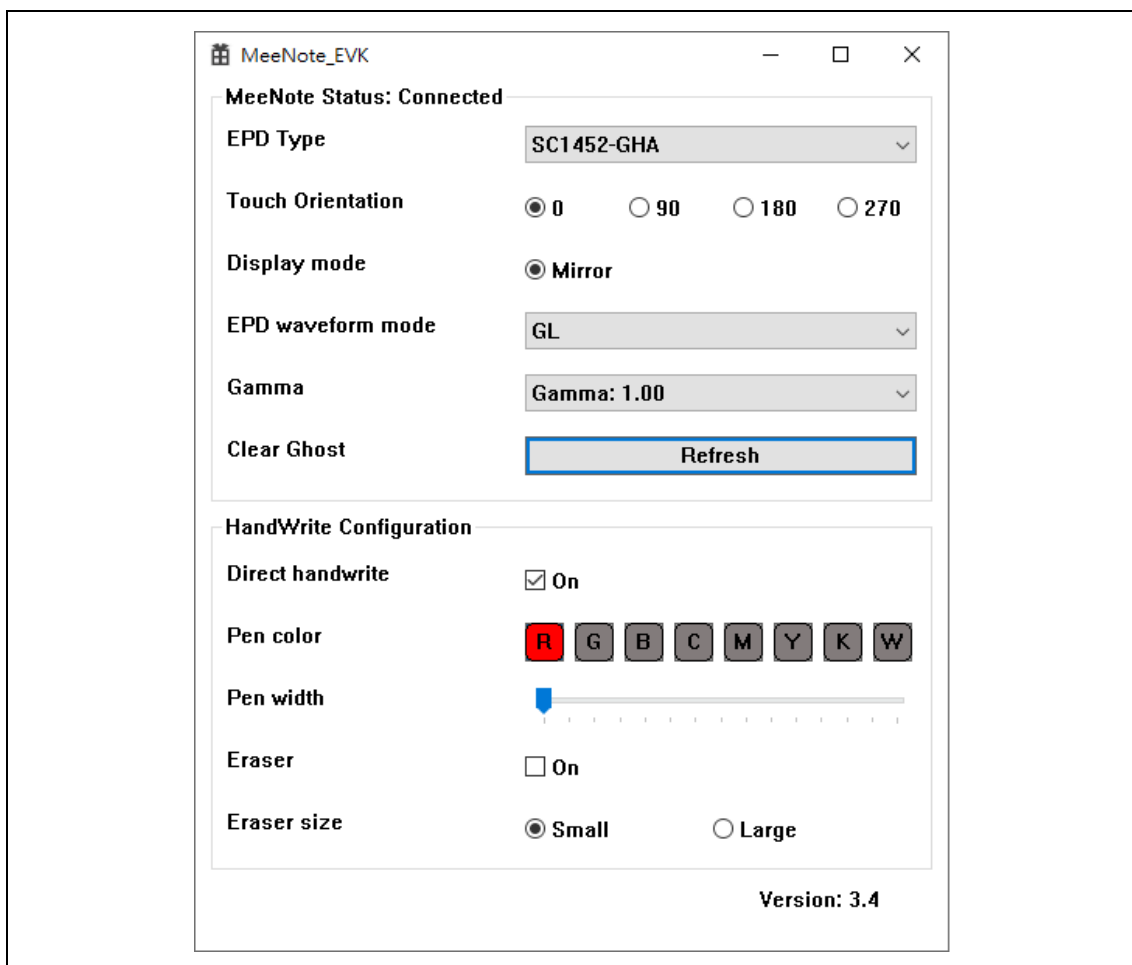 MeeNote_EVK
MeeNote Status: Connected
EPD Type SC1452-GHA
Touch Orientation 0 90 180 270
Display mode Mirror
EPD waveform mode GL
Gamma Gamma: 1.00
Clear Ghost Refresh
HandWrite Configuration
Direct handwrite On
Pen color R G B C M Y K W
Pen width
Eraser On
Eraser size Small Large
Version: 3.4